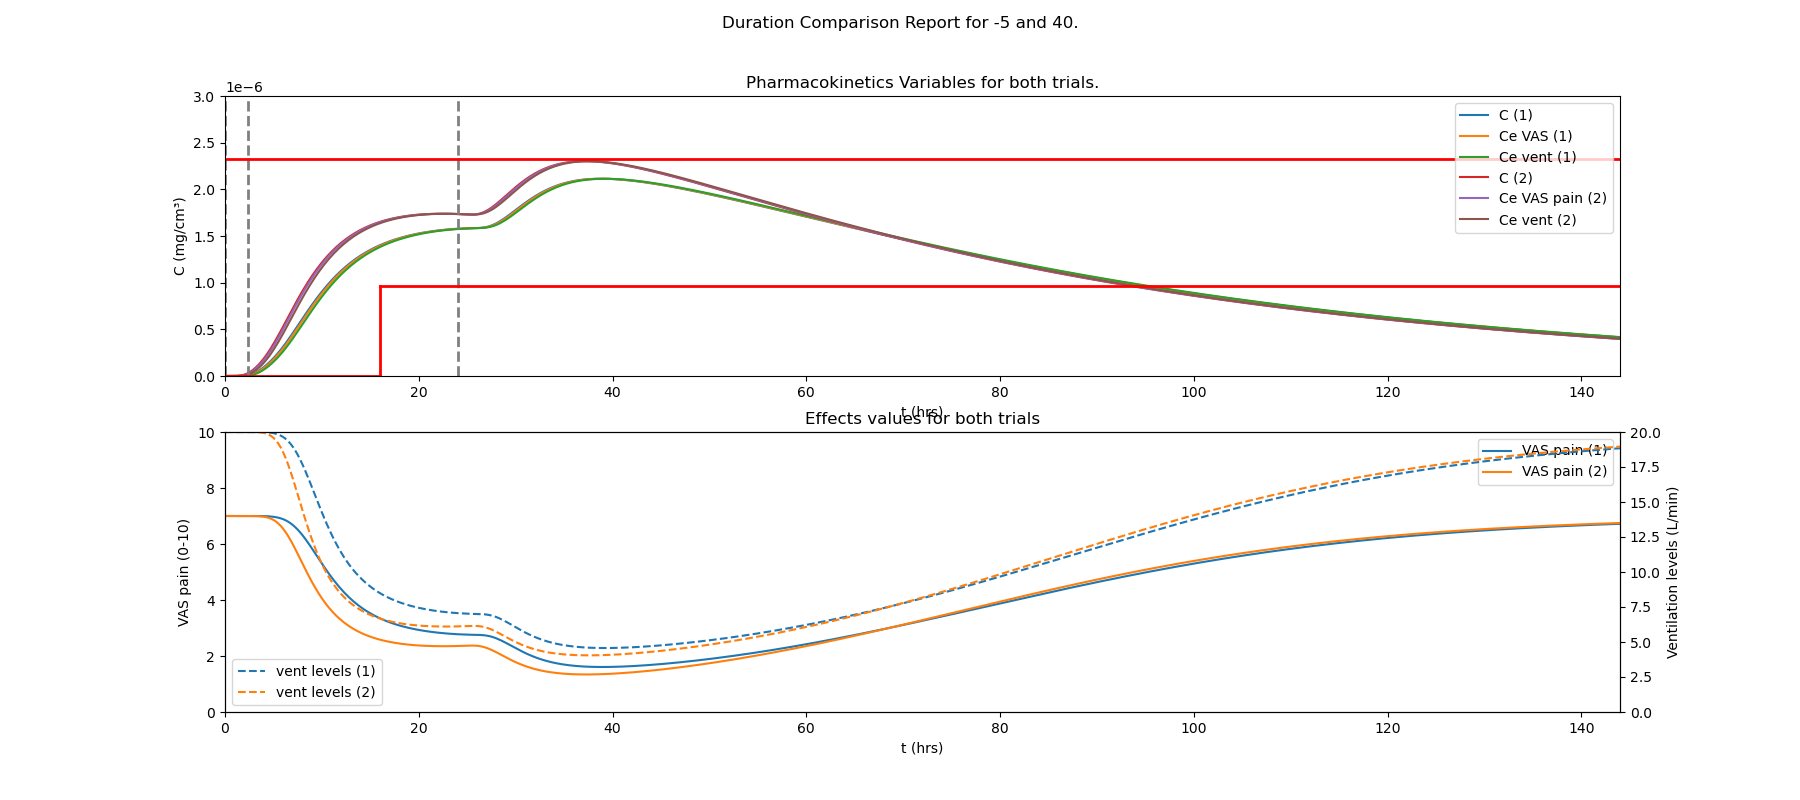 Duration Comparison Report for -5 and 40.
Pharmacokinetics Variables for both trials.
1e−6
3.0
2.5
2.0
1.5
1.0
0.5
0.0
C (mg/cm³)
C (1)
Ce VAS (1)
Ce vent (1)
C (2)
Ce VAS pain (2)
Ce vent (2)
0 20 40 60 80 100 120 140
t (hrs)
Effects values for both trials
10
8
6
4
2
0
VAS pain (0-10)
VAS pain (1)
VAS pain (2)
vent levels (1)
vent levels (2)
20.0
17.5
15.0
12.5
10.0
7.5
5.0
2.5
0.0
Ventilation levels (L/min)
0 20 40 60 80 100 120 140
t (hrs)